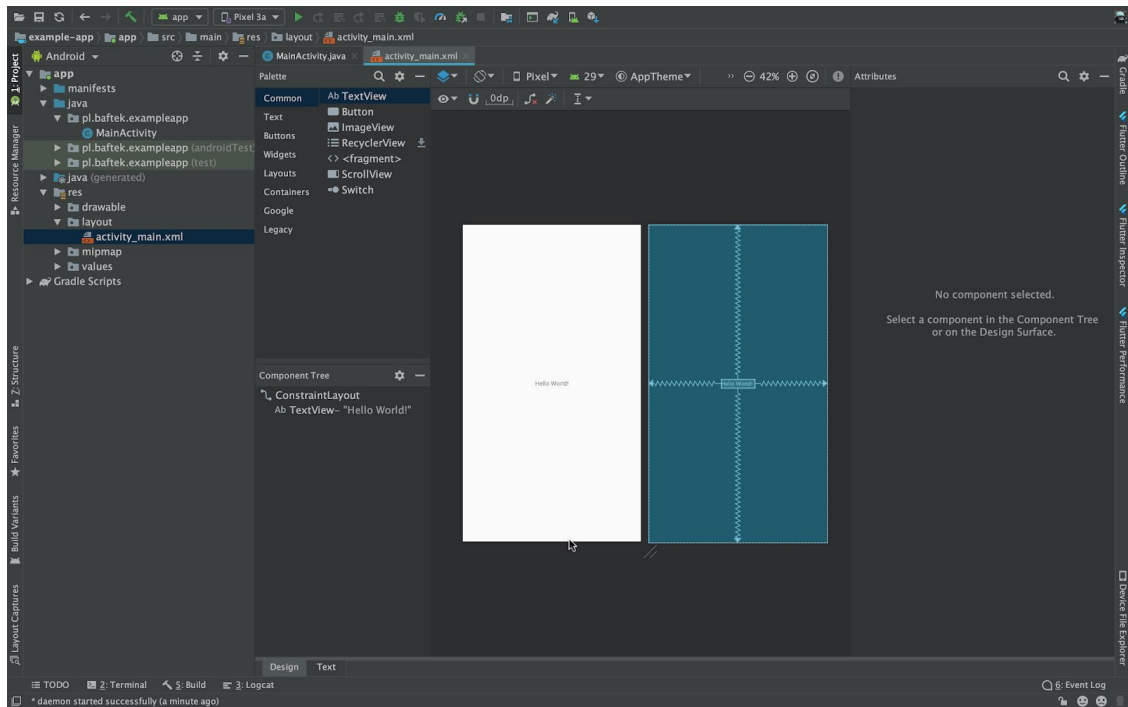 app
Pixel 3a
example-app app src main res layout activity_main.xml
1: Project
Resource Manager
Z: Structure
Favorites
Build Variants
Layout Captures
Android
app
manifests
java
pl.baftek.exampleapp
MainActivity
pl.baftek.exampleapp (androidTest
pl.baftek.exampleapp (test)
java (generated)
res
drawable
layout
activity_main.xml
mipmap
values
Gradle Scripts
MainActivity.java
activity_main.xml
Palette
Common
Text
Buttons
Widgets
Layouts
Containers
Google
Legacy
Ab TextView
Button
ImageView
RecyclerView
<> <fragment>
ScrollView
Switch
Pixel
29
AppTheme
»
42%
0dp
Component Tree
ConstraintLayout
Ab TextView– "Hello World!"
Hello World!
Hello World!
Attributes
No component selected.
Select a component in the Component Tree
or on the Design Surface.
Gradle
Flutter Outline
Flutter Inspector
Flutter Performance
Device File Explorer
Design
Text
TODO
2: Terminal
5: Build
3: Logcat
6: Event Log
* daemon started successfully (a minute ago)